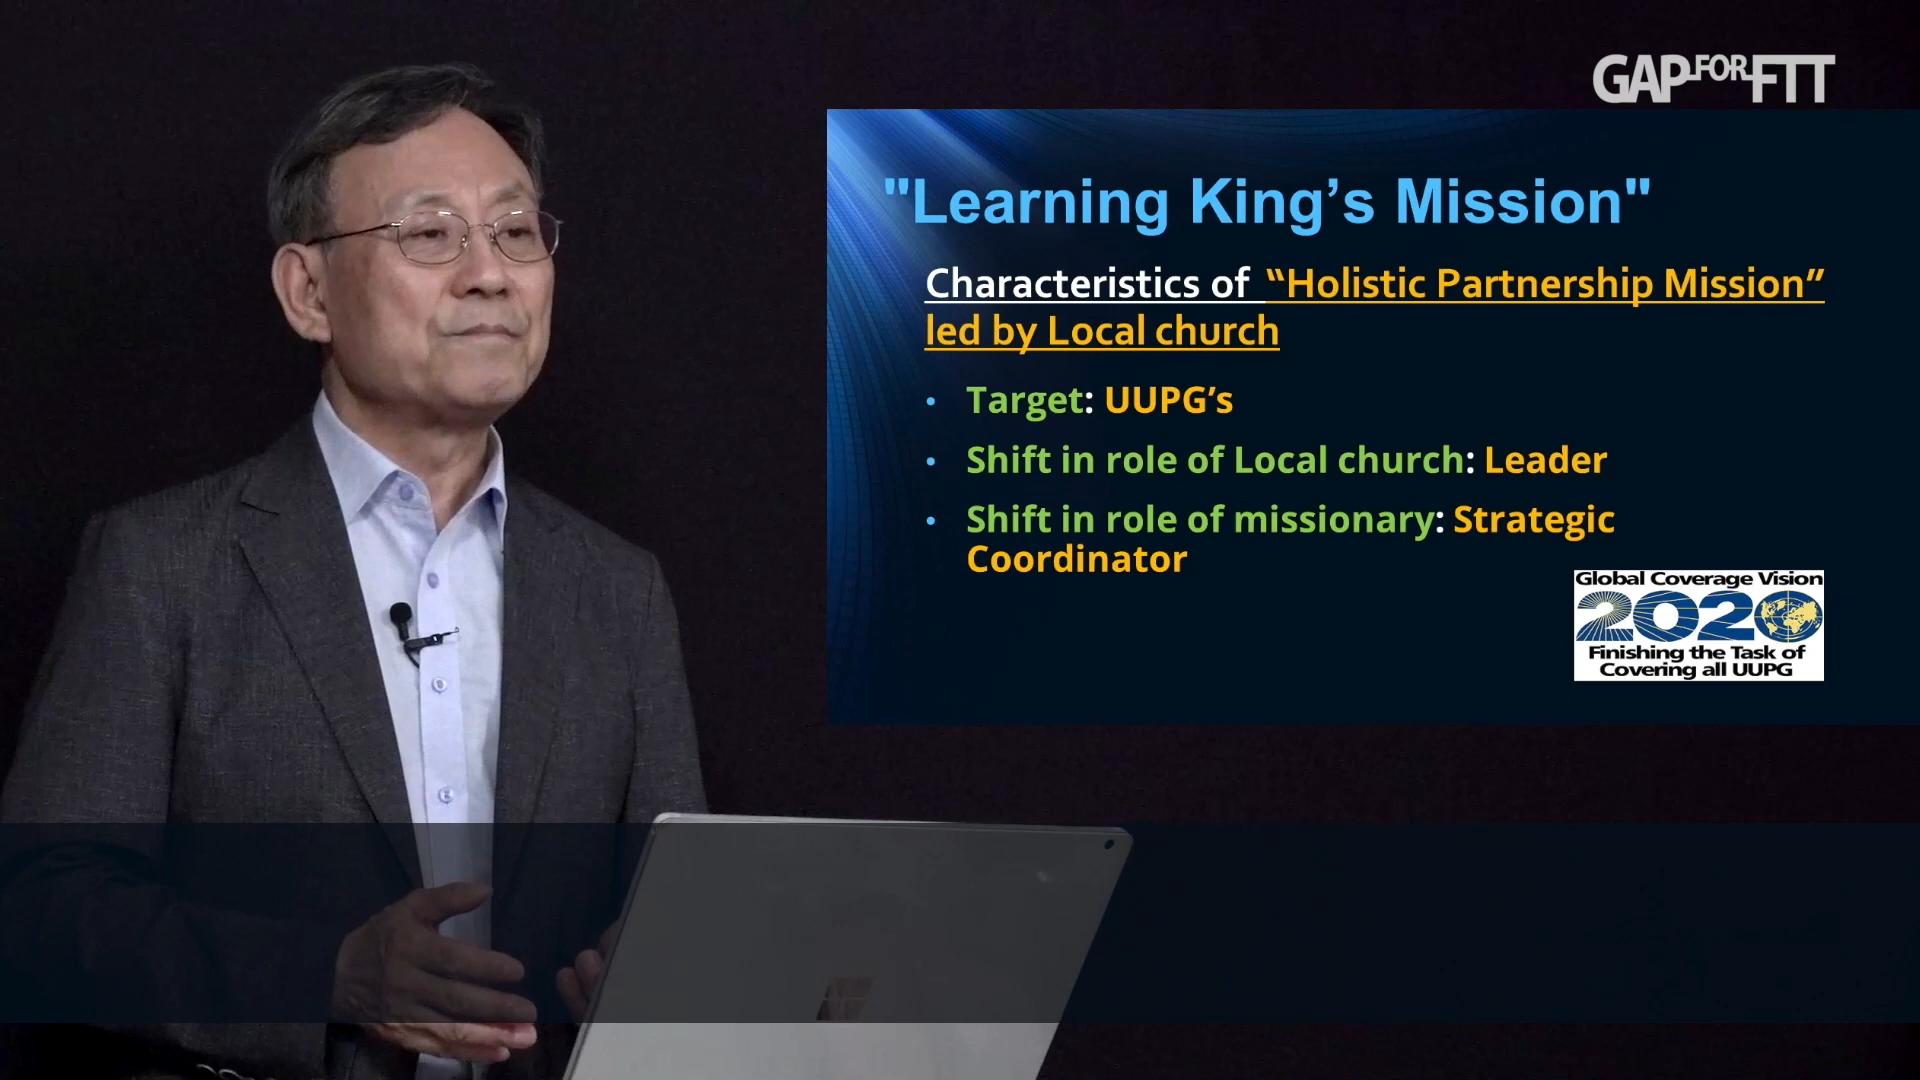 GAP FOR FTT
"Learning King’s Mission"
Characteristics of “Holistic Partnership Mission”
led by Local church
• Target: UUPG’s
• Shift in role of Local church: Leader
• Shift in role of missionary: Strategic
Coordinator
Global Coverage Vision
2020
Finishing the Task of
Covering all UUPG